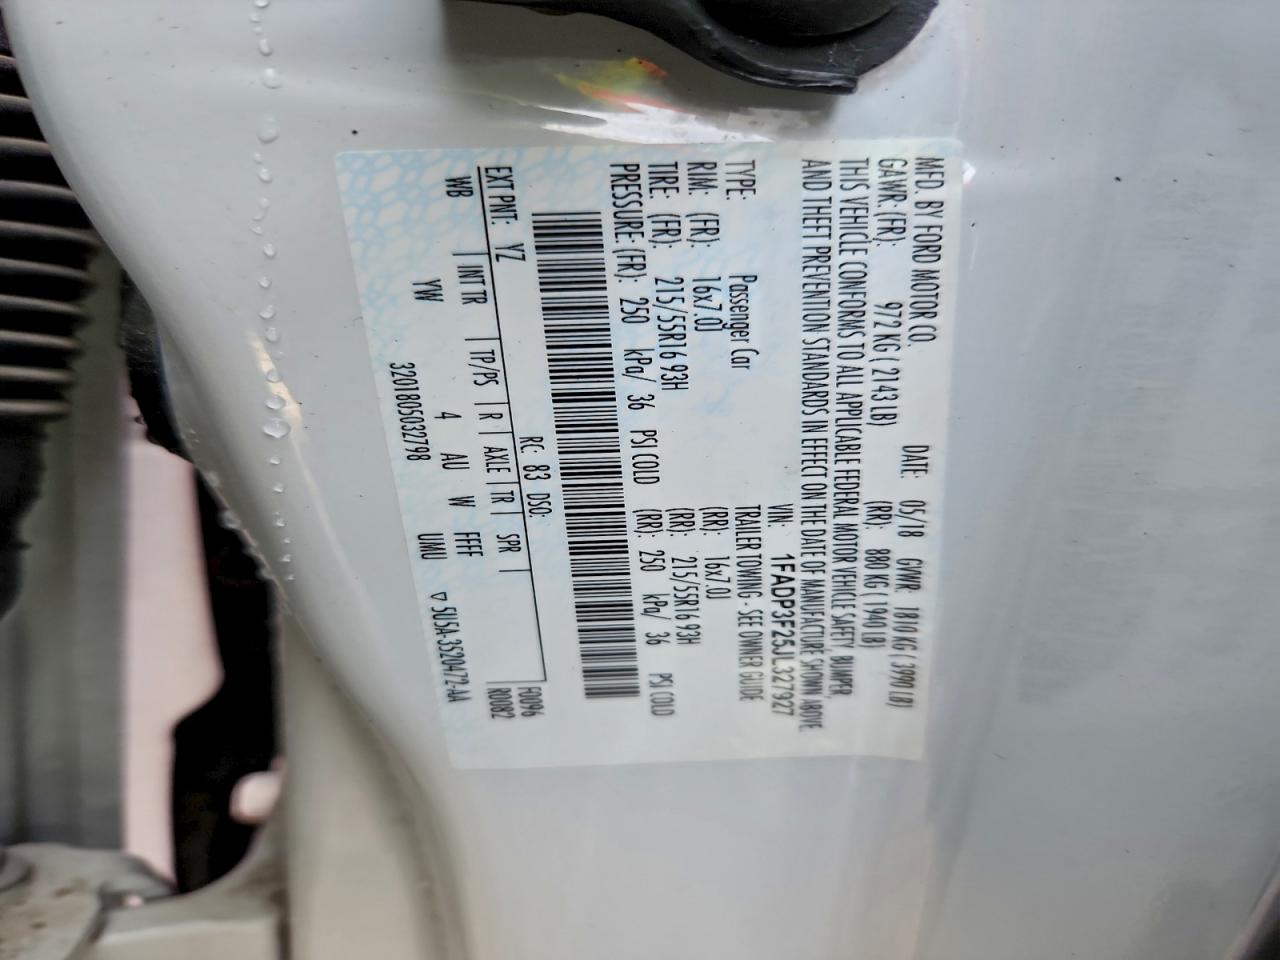 MFD. BY FORD MOTOR CO.
DATE: 05/18 GVWR: 1810 KG ( 3990 LB)
GAWR: (FR): 972 KG ( 2143 LB) (RR): 880 KG ( 1940 LB)
THIS VEHICLE CONFORMS TO ALL APPLICABLE FEDERAL MOTOR VEHICLE SAFETY, BUMPER,
AND THEFT PREVENTION STANDARDS IN EFFECT ON THE DATE OF MANUFACTURE SHOWN ABOVE.
VIN: 1FADP3F25JL327927
TYPE: Passenger Car TRAILER TOWING - SEE OWNER GUIDE
RIM: (FR): 16x7.0J (RR): 16x7.0J
TIRE: (FR): 215/55R16 93H (RR): 215/55R16 93H
PRESSURE: (FR): 250 kPa/ 36 PSI COLD (RR): 250 kPa/ 36 PSI COLD
F0096
EXT PNT: YZ RC: 83 DSO: R0082
WB | INT TR | TP/PS | R | AXLE | TR | SPR |
YW 4 AU W FFFF
3201805032798 UMU ▽ 5U5A-3520472-AA